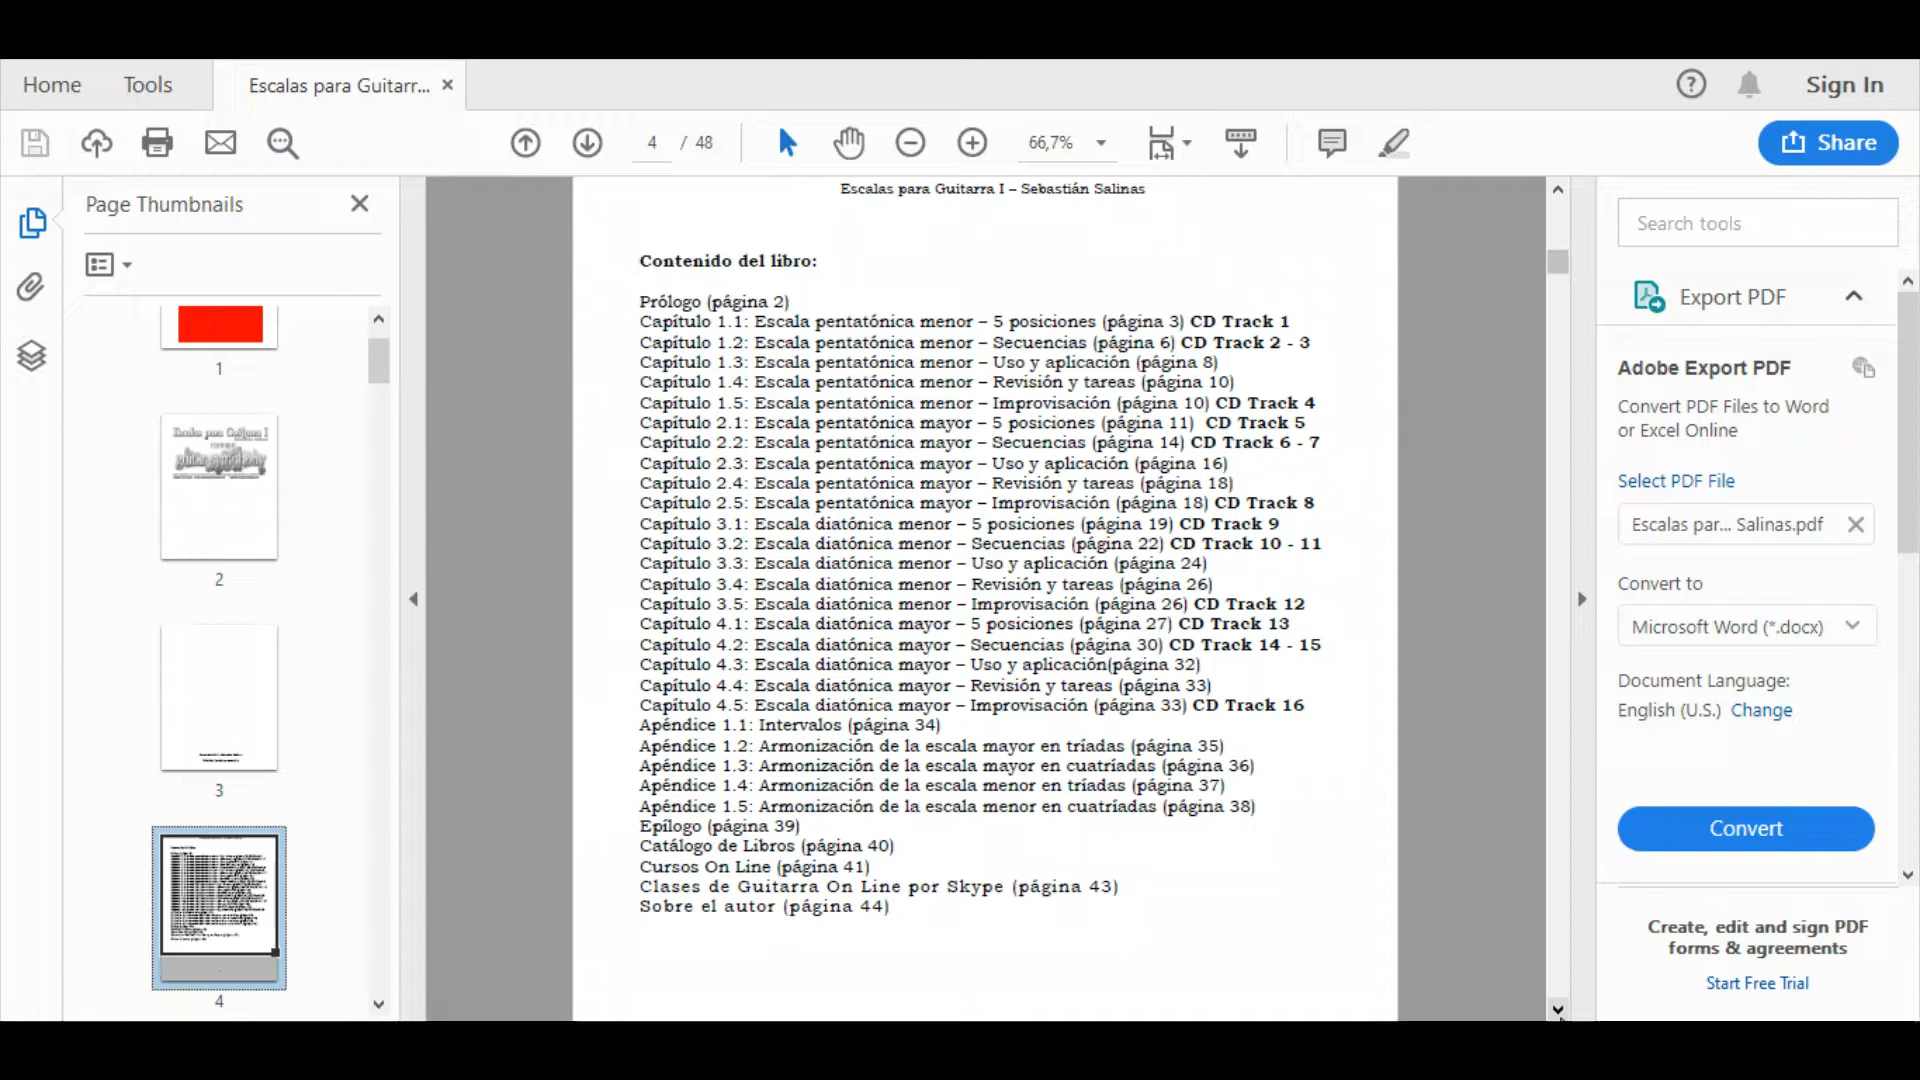 Home Tools Escalas para Guitarr... Sign In
4 / 48 66,7% Share
Page Thumbnails
1
Escalas para Guitarra I
guitar symphony
2
3
4
Escalas para Guitarra I – Sebastián Salinas
Contenido del libro:
Prólogo (página 2)
Capítulo 1.1: Escala pentatónica menor – 5 posiciones (página 3) CD Track 1
Capítulo 1.2: Escala pentatónica menor – Secuencias (página 6) CD Track 2 - 3
Capítulo 1.3: Escala pentatónica menor – Uso y aplicación (página 8)
Capítulo 1.4: Escala pentatónica menor – Revisión y tareas (página 10)
Capítulo 1.5: Escala pentatónica menor – Improvisación (página 10) CD Track 4
Capítulo 2.1: Escala pentatónica mayor – 5 posiciones (página 11) CD Track 5
Capítulo 2.2: Escala pentatónica mayor – Secuencias (página 14) CD Track 6 - 7
Capítulo 2.3: Escala pentatónica mayor – Uso y aplicación (página 16)
Capítulo 2.4: Escala pentatónica mayor – Revisión y tareas (página 18)
Capítulo 2.5: Escala pentatónica mayor – Improvisación (página 18) CD Track 8
Capítulo 3.1: Escala diatónica menor – 5 posiciones (página 19) CD Track 9
Capítulo 3.2: Escala diatónica menor – Secuencias (página 22) CD Track 10 - 11
Capítulo 3.3: Escala diatónica menor – Uso y aplicación (página 24)
Capítulo 3.4: Escala diatónica menor – Revisión y tareas (página 26)
Capítulo 3.5: Escala diatónica menor – Improvisación (página 26) CD Track 12
Capítulo 4.1: Escala diatónica mayor – 5 posiciones (página 27) CD Track 13
Capítulo 4.2: Escala diatónica mayor – Secuencias (página 30) CD Track 14 - 15
Capítulo 4.3: Escala diatónica mayor – Uso y aplicación(página 32)
Capítulo 4.4: Escala diatónica mayor – Revisión y tareas (página 33)
Capítulo 4.5: Escala diatónica mayor – Improvisación (página 33) CD Track 16
Apéndice 1.1: Intervalos (página 34)
Apéndice 1.2: Armonización de la escala mayor en tríadas (página 35)
Apéndice 1.3: Armonización de la escala mayor en cuatríadas (página 36)
Apéndice 1.4: Armonización de la escala menor en tríadas (página 37)
Apéndice 1.5: Armonización de la escala menor en cuatríadas (página 38)
Epílogo (página 39)
Catálogo de Libros (página 40)
Cursos On Line (página 41)
Clases de Guitarra On Line por Skype (página 43)
Sobre el autor (página 44)
Search tools
Export PDF
Adobe Export PDF
Convert PDF Files to Word
or Excel Online
Select PDF File
Escalas par... Salinas.pdf
Convert to
Microsoft Word (*.docx)
Document Language:
English (U.S.) Change
Convert
Create, edit and sign PDF
forms & agreements
Start Free Trial